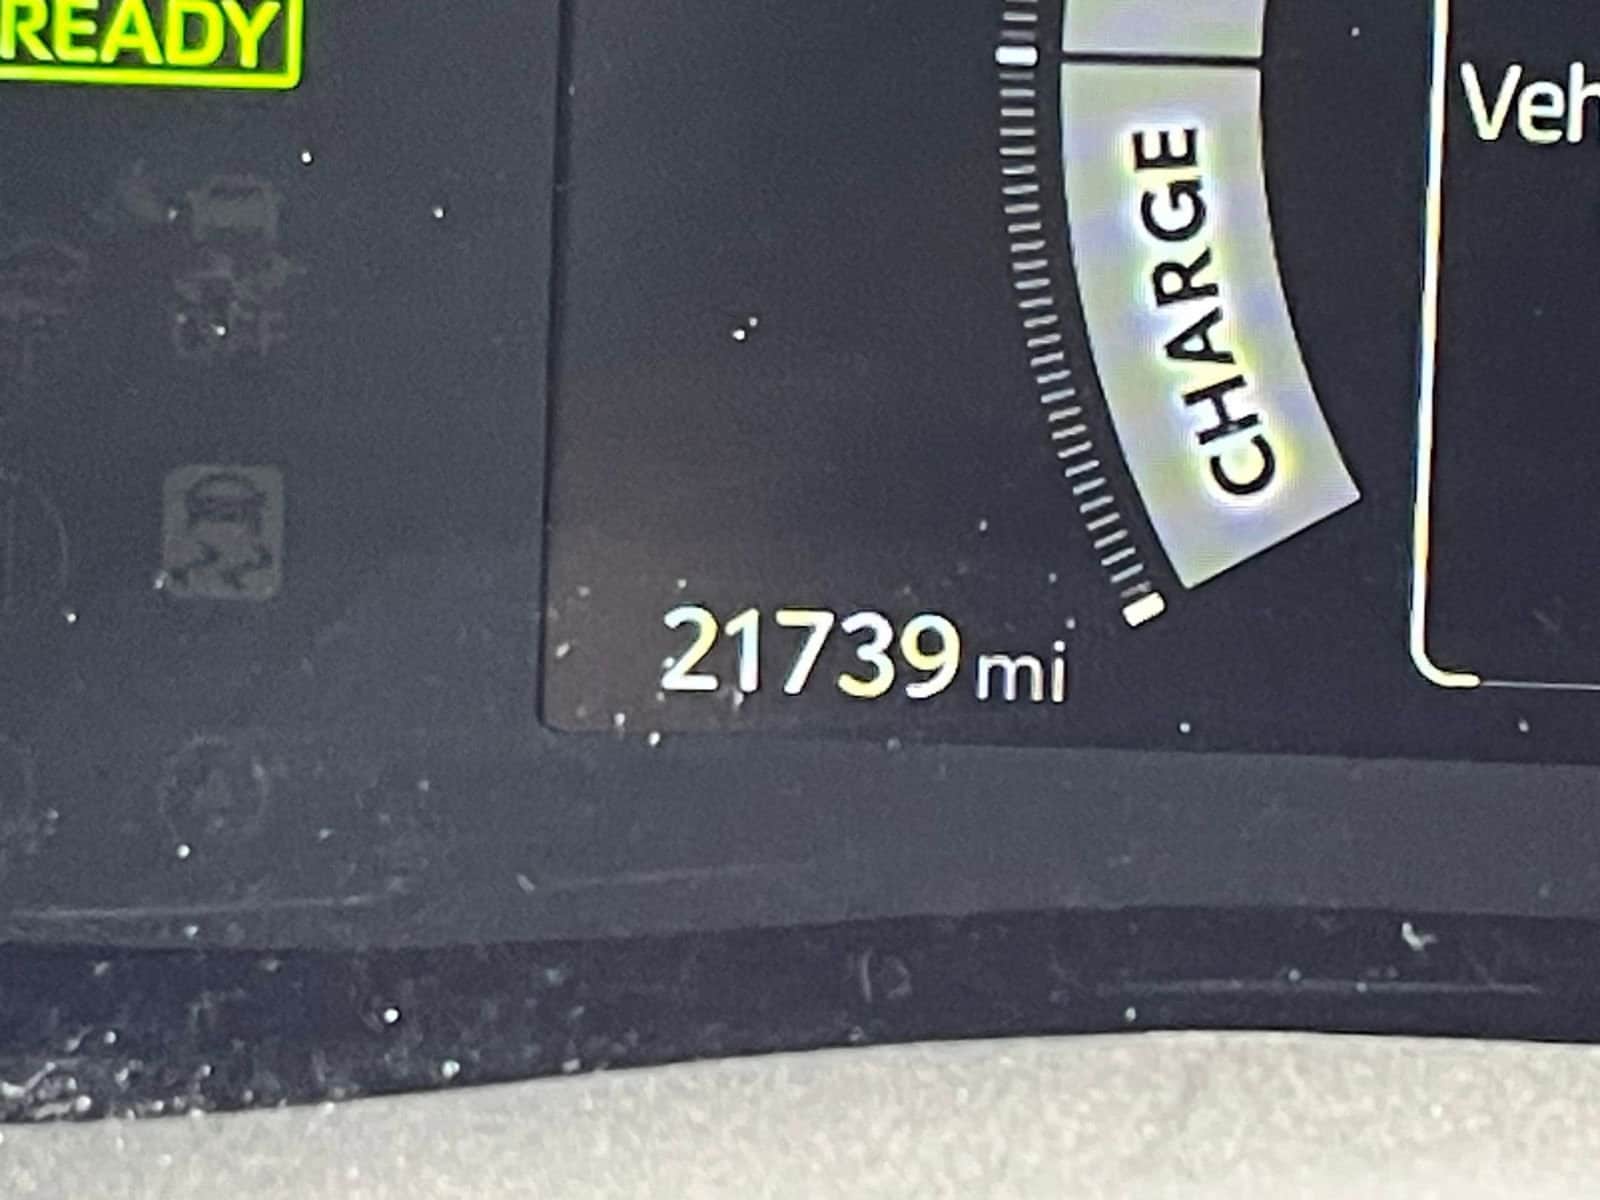 READY
Veh
CHARGE
21739 mi